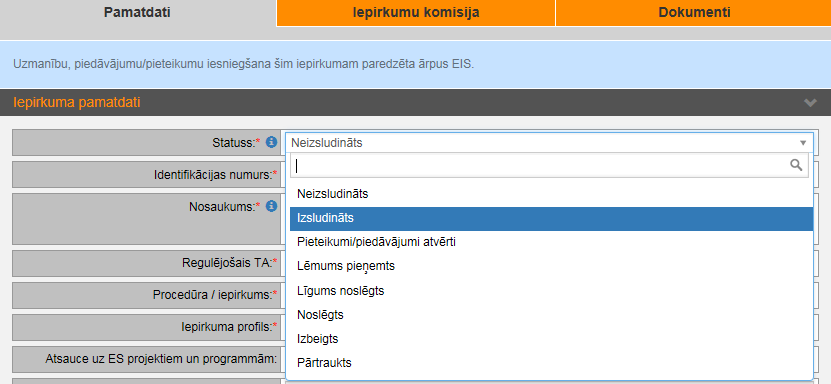 Pamatdati Iepirkumu komisija Dokumenti
Uzmanību, piedāvājumu/pieteikumu iesniegšana šim iepirkumam paredzēta ārpus EIS.
Iepirkuma pamatdati
Statuss:* Neizsludināts
Identifikācijas numurs:*
Nosaukums:*
Neizsludināts
Izsludināts
Pieteikumi/piedāvājumi atvērti
Regulējošais TA:*
Lēmums pieņemts
Procedūra / iepirkums:*
Līgums noslēgts
Noslēgts
Iepirkuma profils:*
Izbeigts
Atsauce uz ES projektiem un programmām:
Pārtraukts